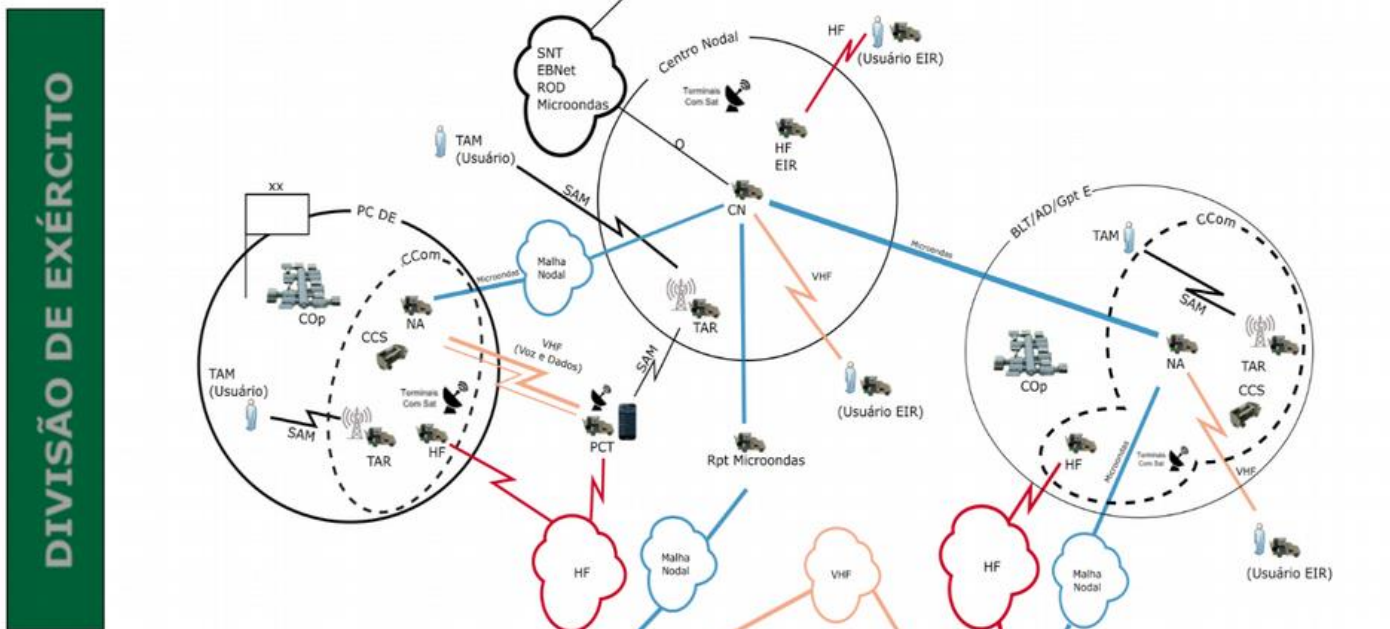 DIVISÃO DE EXÉRCITO
SNT
EBNet
ROD
Microondas
Centro Nodal
HF
(Usuário EIR)
Terminais
Com Sat
HF
EIR
O
TAM
(Usuário)
SAM
CN
xx
PC DE
CCom
COp
NA
CCS
Microondas
Malha
Nodal
TAR
SAM
VHF
(Voz e Dados)
TAM
(Usuário)
SAM
TAR
Terminais
Com Sat
HF
PCT
VHF
(Usuário EIR)
Rpt Microondas
Microondas
BLT/AD/Gpt E
CCom
TAM
SAM
TAR
NA
CCS
COp
HF
Terminais
Com Sat
Microondas
VHF
(Usuário EIR)
HF
Malha
Nodal
VHF
HF
Malha
Nodal